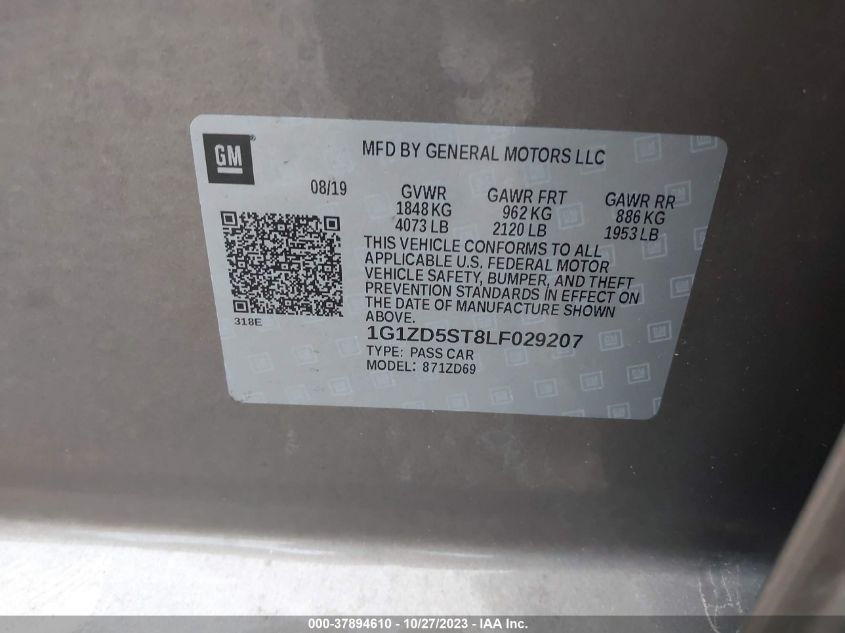 GM
MFD BY GENERAL MOTORS LLC
08/19 GVWR GAWR FRT GAWR RR
1848 KG 962 KG 886 KG
4073 LB 2120 LB 1953 LB
THIS VEHICLE CONFORMS TO ALL
APPLICABLE U.S. FEDERAL MOTOR
VEHICLE SAFETY, BUMPER, AND THEFT
PREVENTION STANDARDS IN EFFECT ON
THE DATE OF MANUFACTURE SHOWN
ABOVE.
318E
1G1ZD5ST8LF029207
TYPE: PASS CAR
MODEL: 871ZD69
000-37894610 - 10/27/2023 - IAA Inc.